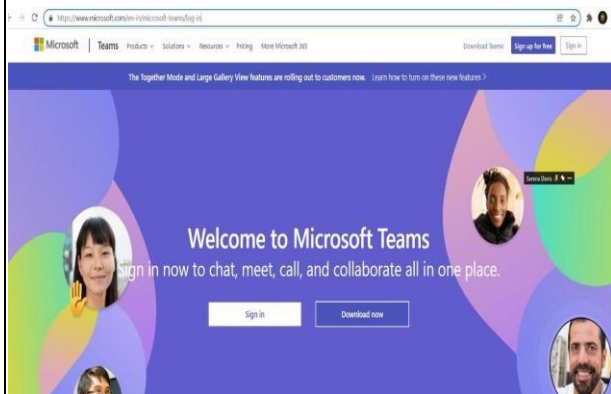 https://www.microsoft.com/en-in/microsoft-teams/log-in
Microsoft Teams Products Solutions Resources Pricing More Microsoft 365 Download Teams Sign up for free Sign in
The Together Mode and Large Gallery View features are rolling out to customers now. Learn how to turn on these new features >
Serena Davis
Welcome to Microsoft Teams
Sign in now to chat, meet, call, and collaborate all in one place.
Sign in Download now